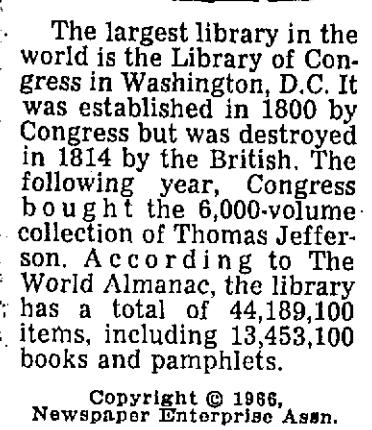 The largest library in the
world is the Library of Con-
gress in Washington, D.C. It
was established in 1800 by
Congress but was destroyed
in 1814 by the British. The
following year, Congress
bought the 6,000-volume
collection of Thomas Jeffer-
son. According to The
World Almanac, the library
has a total of 44,189,100
items, including 13,453,100
books and pamphlets.
Copyright © 1966,
Newspaper Enterprise Assn.